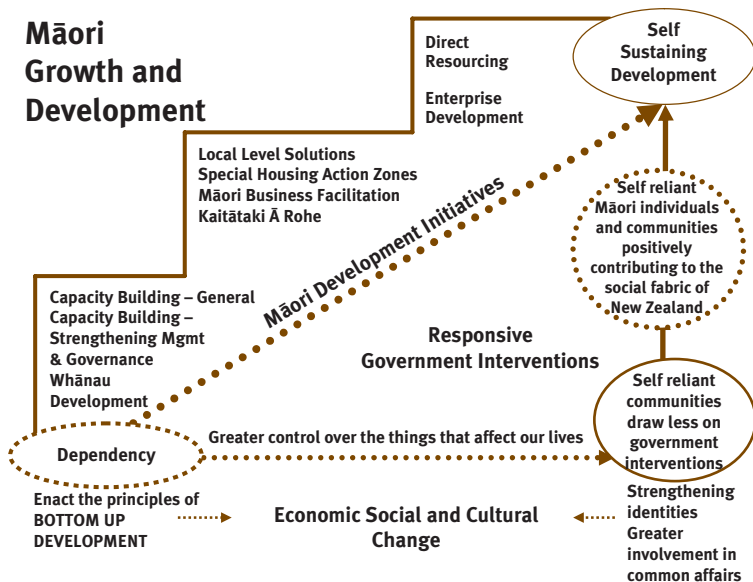 Māori
Growth and
Development
Direct
Resourcing
Enterprise
Development
Self
Sustaining
Development
Local Level Solutions
Special Housing Action Zones
Māori Business Facilitation
Kaitātaki Ā Rohe
Māori Development Initiatives
Self reliant
Māori individuals
and communities
positively
contributing to the
social fabric of
New Zealand
Capacity Building – General
Capacity Building –
Strengthening Mgmt
& Governance
Whānau
Development
Responsive
Government Interventions
Self reliant
communities
draw less on
government
interventions
Dependency
Greater control over the things that affect our lives
Enact the principles of
BOTTOM UP
DEVELOPMENT
Economic Social and Cultural
Change
Strengthening
identities
Greater
involvement in
common affairs